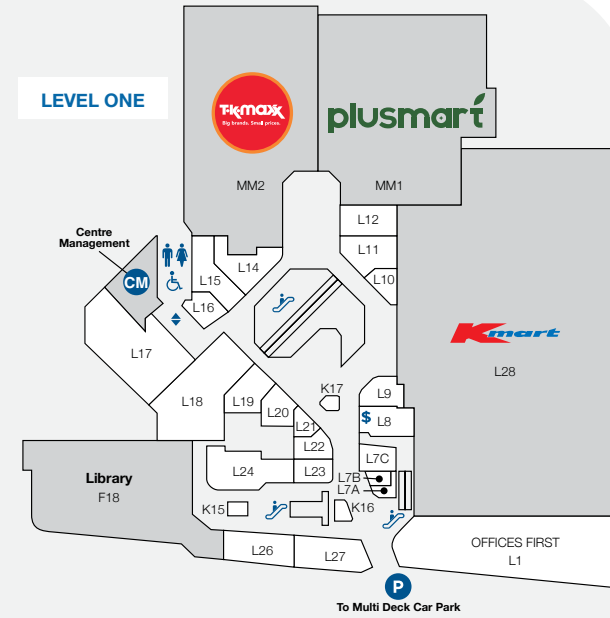 LEVEL ONE
TK maxx
Big brands. Small prices.
plusmart
MM2
MM1
L12
Centre
Management
L11
L14
L15
L10
CM
L16
Kmart
L17
L28
K17
L9
L18
L19
L20
$
L8
L21
L22
L7C
Library
L24
L23
L7B
F18
L7A
K15
K16
OFFICES FIRST
L26
L27
L1
P
To Multi Deck Car Park